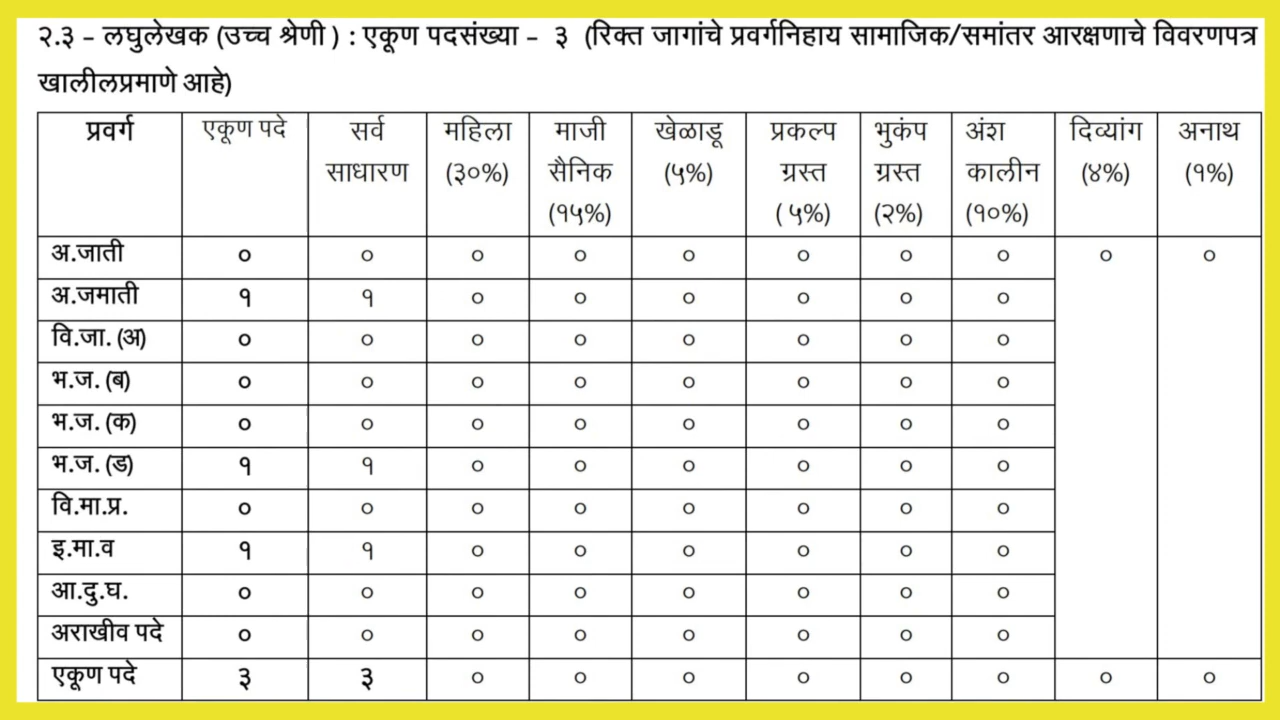 २.३ – लघुलेखक (उच्च श्रेणी ) : एकूण पदसंख्या – ३ (रिक्त जागांचे प्रवर्गनिहाय सामाजिक/समांतर आरक्षणाचे विवरणपत्र
खालीलप्रमाणे आहे)
प्रवर्ग एकूण पदे सर्व साधारण महिला (३०%) माजी सैनिक (१५%) खेळाडू (५%) प्रकल्प ग्रस्त ( ५%) भुकंप ग्रस्त (२%) अंश कालीन (१०%) दिव्यांग (४%) अनाथ (१%)
अ.जाती ० ० ० ० ० ० ० ० ० ०
अ.जमाती १ १ ० ० ० ० ० ०
वि.जा. (अ) ० ० ० ० ० ० ० ०
भ.ज. (ब) ० ० ० ० ० ० ० ०
भ.ज. (क) ० ० ० ० ० ० ० ०
भ.ज. (ड) १ १ ० ० ० ० ० ०
वि.मा.प्र. ० ० ० ० ० ० ० ०
इ.मा.व १ १ ० ० ० ० ० ०
आ.दु.घ. ० ० ० ० ० ० ० ०
अराखीव पदे ० ० ० ० ० ० ० ०
एकूण पदे ३ ३ ० ० ० ० ० ० ० ०